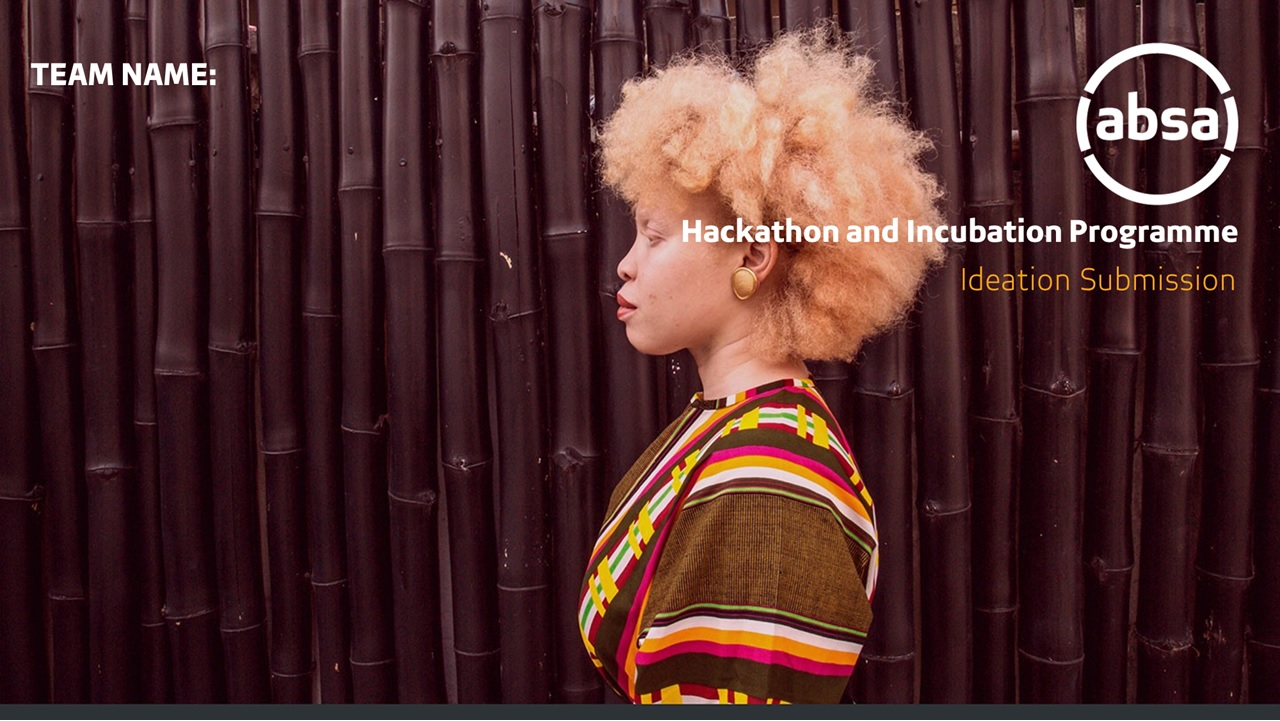 TEAM NAME:
absa
Hackathon and Incubation Programme
Ideation Submission